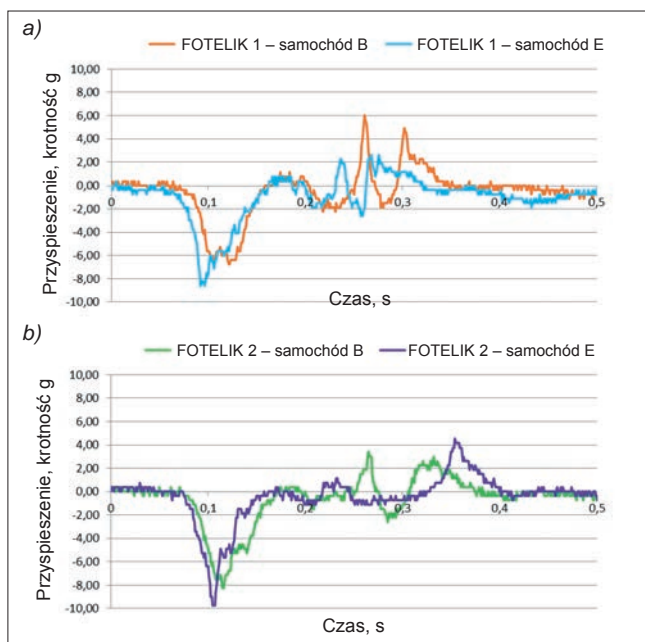 a)
FOTELIK 1 – samochód B FOTELIK 1 – samochód E
Przyspieszenie, krotność g
10,00
8,00
6,00
4,00
2,00
0,00
-2,00
-4,00
-6,00
-8,00
-10,00
0 0,1 0,2 0,3 0,4 0,5
Czas, s
b)
FOTELIK 2 – samochód B FOTELIK 2 – samochód E
Przyspieszenie, krotność g
10,00
8,00
6,00
4,00
2,00
0,00
-2,00
-4,00
-6,00
-8,00
-10,00
0 0,1 0,2 0,3 0,4 0,5
Czas, s